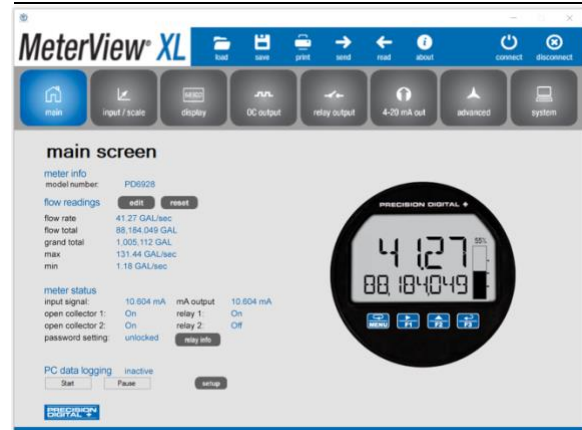 MeterView® XL
load save print send read about connect disconnect
main input / scale display OC output relay output 4-20 mA out advanced system
main screen
meter info
model number: PD6928
flow readings edit reset
flow rate 41.27 GAL/sec
flow total 88,184.049 GAL
grand total 1,005,112 GAL
max 131.44 GAL/sec
min 1.18 GAL/sec
meter status
input signal: 10.604 mA mA output 10.604 mA
open collector 1: On relay 1: On
open collector 2: On relay 2: Off
password setting: unlocked relay info
PC data logging inactive
Start Pause setup
PRECISION DIGITAL +
PRECISION DIGITAL +
41.27 55%
88,184.049
MENU F1 F2 F3